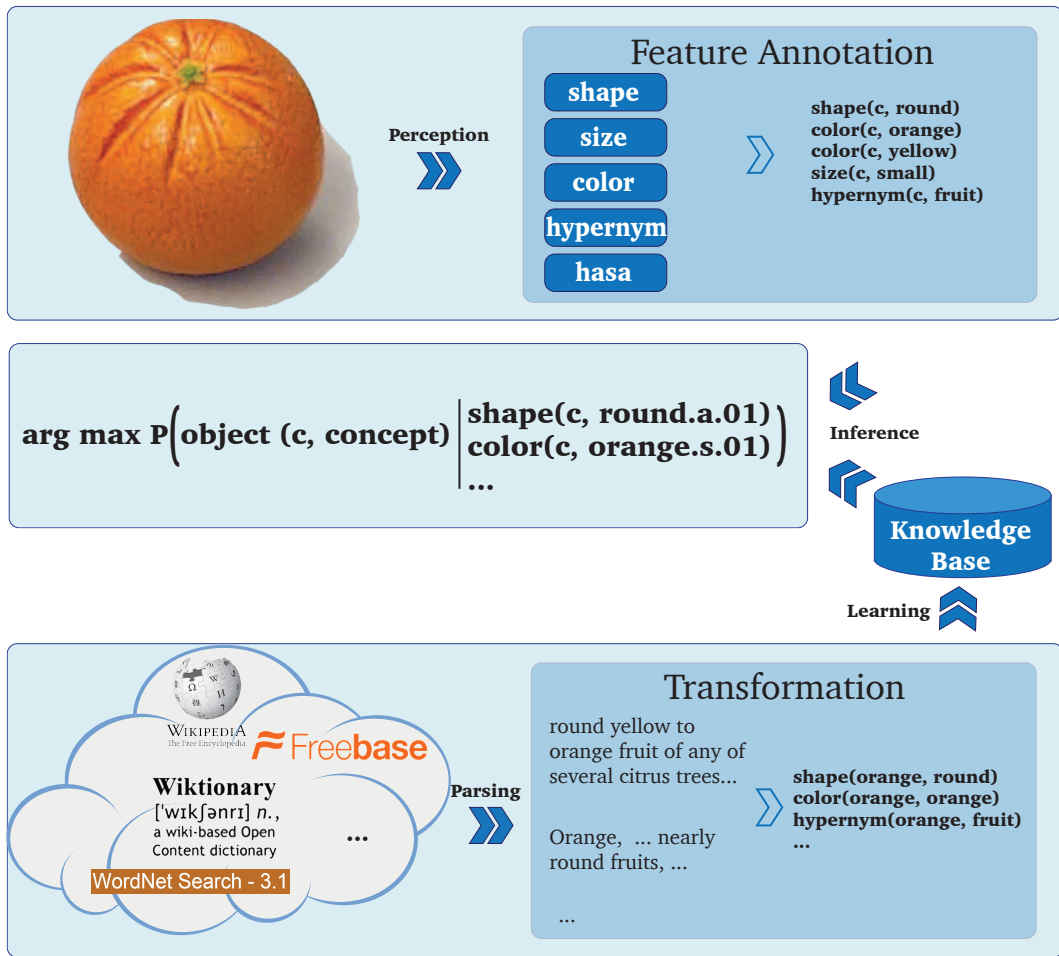 Feature Annotation
Perception
shape
size
color
hypernym
hasa
shape(c, round)
color(c, orange)
color(c, yellow)
size(c, small)
hypernym(c, fruit)
arg max P(object (c, concept) | shape(c, round.a.01)
color(c, orange.s.01)
...)
Inference
Knowledge
Base
Learning
Ω W И
WIKIPEDIA
The Free Encyclopedia
Freebase
Wiktionary
['wɪkʃənrɪ] n.,
a wiki-based Open
Content dictionary
...
WordNet Search - 3.1
Parsing
Transformation
round yellow to
orange fruit of any of
several citrus trees...
Orange, ... nearly
round fruits, ...
...
shape(orange, round)
color(orange, orange)
hypernym(orange, fruit)
...